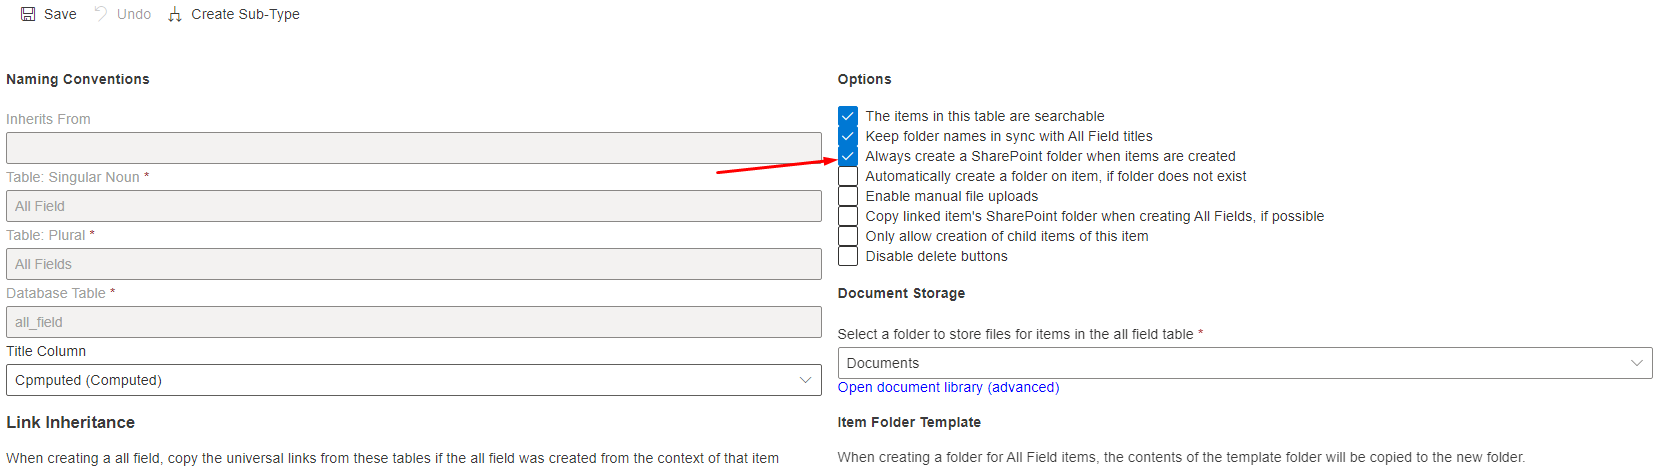 Save Undo Create Sub-Type
Naming Conventions
Inherits From
Table: Singular Noun *
All Field
Table: Plural *
All Fields
Database Table *
all_field
Title Column
Cpmputed (Computed)
Link Inheritance
When creating a all field, copy the universal links from these tables if the all field was created from the context of that item
Options
The items in this table are searchable
Keep folder names in sync with All Field titles
Always create a SharePoint folder when items are created
Automatically create a folder on item, if folder does not exist
Enable manual file uploads
Copy linked item's SharePoint folder when creating All Fields, if possible
Only allow creation of child items of this item
Disable delete buttons
Document Storage
Select a folder to store files for items in the all field table *
Documents
Open document library (advanced)
Item Folder Template
When creating a folder for All Field items, the contents of the template folder will be copied to the new folder.